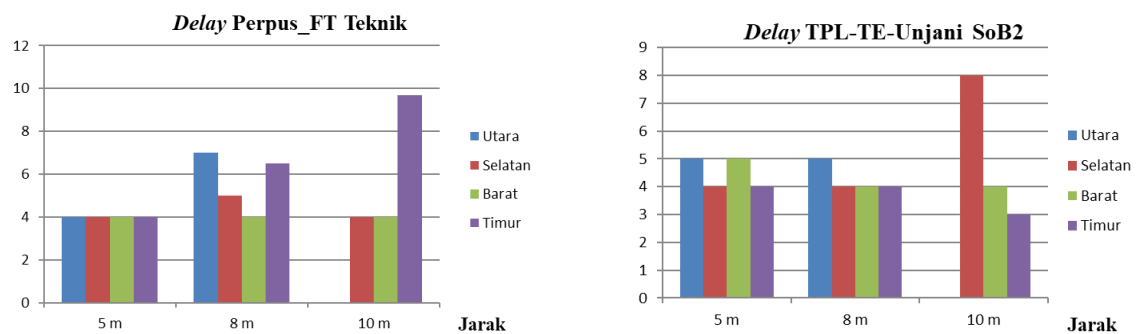 Delay Perpus_FT Teknik
12
10
8
6
4
2
0
5 m
8 m
10 m
Jarak
Utara
Selatan
Barat
Timur
Delay TPL-TE-Unjani SoB2
9
8
7
6
5
4
3
2
1
0
5 m
8 m
10 m
Jarak
Utara
Selatan
Barat
Timur